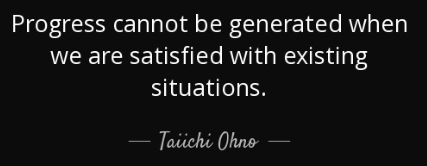 Progress cannot be generated when
we are satisfied with existing
situations.
— Taiichi Ohno —